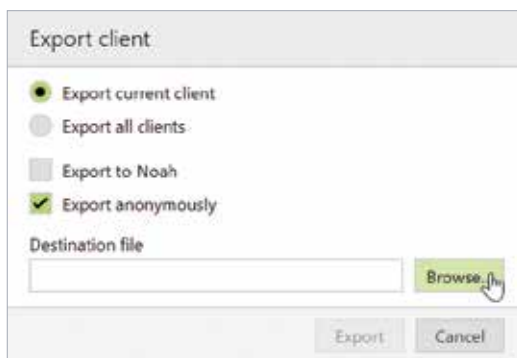 Export client
Export current client
Export all clients
Export to Noah
Export anonymously
Destination file
Browse...
Export Cancel